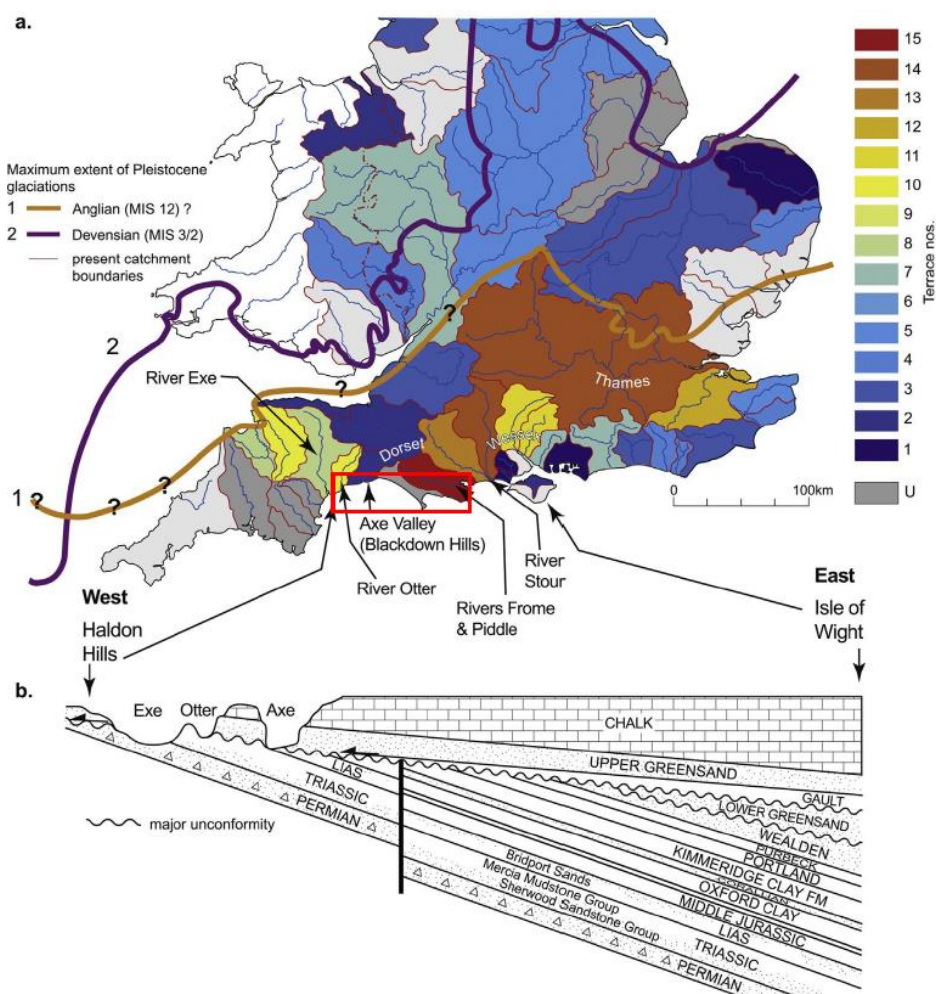 a.
15
14
13
12
11
10
9
8
7
6
5
4
3
2
1
U
Terrace nos.
Maximum extent of Pleistocene
glaciations
1 Anglian (MIS 12) ?
2 Devensian (MIS 3/2)
present catchment
boundaries
2
1
?
?
?
?
?
?
River Exe
Dorset
Wessex
Thames
0 100km
Axe Valley
(Blackdown Hills)
River Otter
River
Stour
Rivers Frome
& Piddle
West
Haldon
Hills
East
Isle of
Wight
b.
Exe Otter Axe
CHALK
UPPER GREENSAND
GAULT
LOWER GREENSAND
WEALDEN
PURBECK
PORTLAND
KIMMERIDGE CLAY FM
CORALLIAN
OXFORD CLAY
MIDDLE JURASSIC
LIAS
TRIASSIC
PERMIAN
LIAS
TRIASSIC
PERMIAN
Bridport Sands
Mercia Mudstone Group
Sherwood Sandstone Group
major unconformity